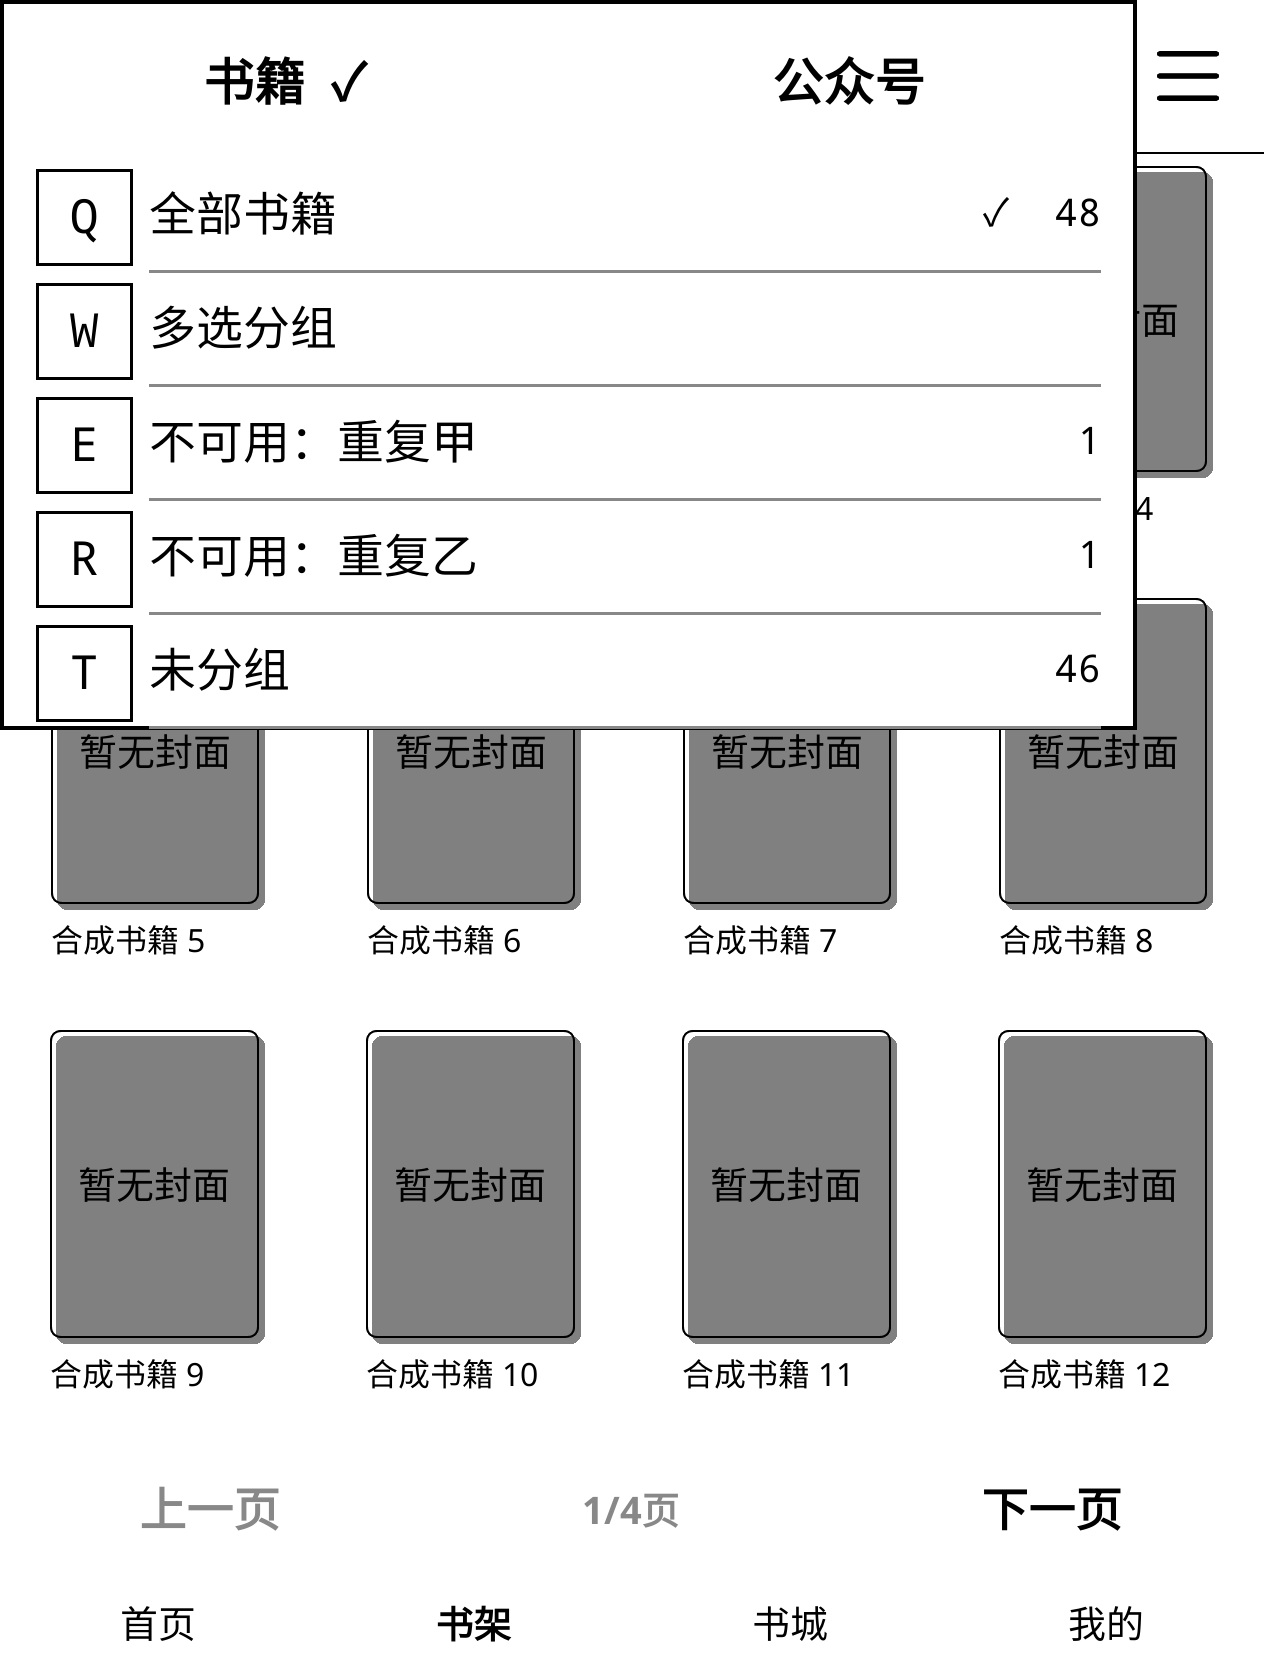 书籍 ✓ 公众号
Q 全部书籍 ✓ 48
W 多选分组
E 不可用：重复甲 1
R 不可用：重复乙 1
T 未分组 46
面
4
暂无封面 暂无封面 暂无封面 暂无封面
合成书籍 5 合成书籍 6 合成书籍 7 合成书籍 8
暂无封面 暂无封面 暂无封面 暂无封面
合成书籍 9 合成书籍 10 合成书籍 11 合成书籍 12
上一页 1/4页 下一页
首页 书架 书城 我的